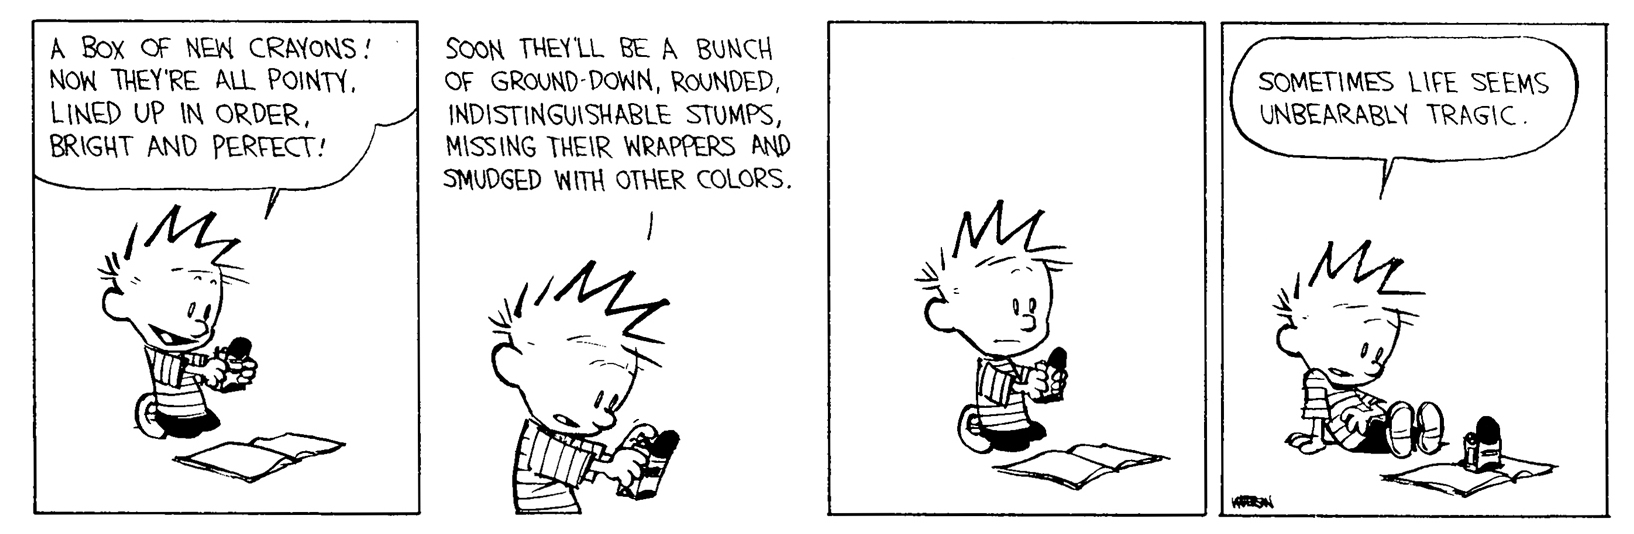 A BOX OF NEW CRAYONS!
NOW THEY'RE ALL POINTY,
LINED UP IN ORDER,
BRIGHT AND PERFECT!
SOON THEY'LL BE A BUNCH
OF GROUND-DOWN, ROUNDED,
INDISTINGUISHABLE STUMPS,
MISSING THEIR WRAPPERS AND
SMUDGED WITH OTHER COLORS.
SOMETIMES LIFE SEEMS
UNBEARABLY TRAGIC.
WATTERSON